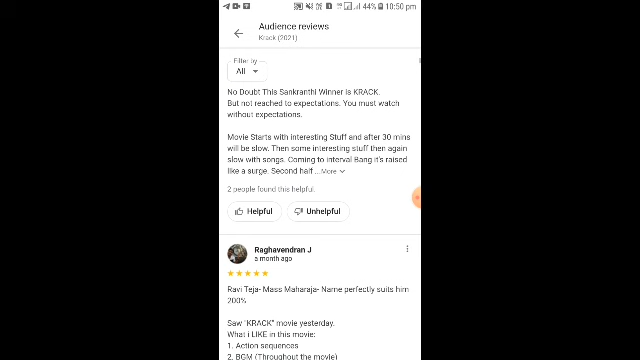 44% 10:50 pm
Audience reviews
Krack (2021)
Filter by
All
No Doubt This Sankranthi Winner is KRACK.
But not reached to expectations. You must watch
without expectations.
Movie Starts with interesting Stuff and after 30 mins
will be slow. Then some interesting stuff then again
slow with songs. Coming to interval Bang it's raised
like a surge. Second half ... More
2 people found this helpful.
Helpful
Unhelpful
Raghavendran J
a month ago
Ravi Teja- Mass Maharaja- Name perfectly suits him
200%
Saw "KRACK" movie yesterday.
What i LIKE in this movie:
1. Action sequences
2. BGM (Throughout the movie)